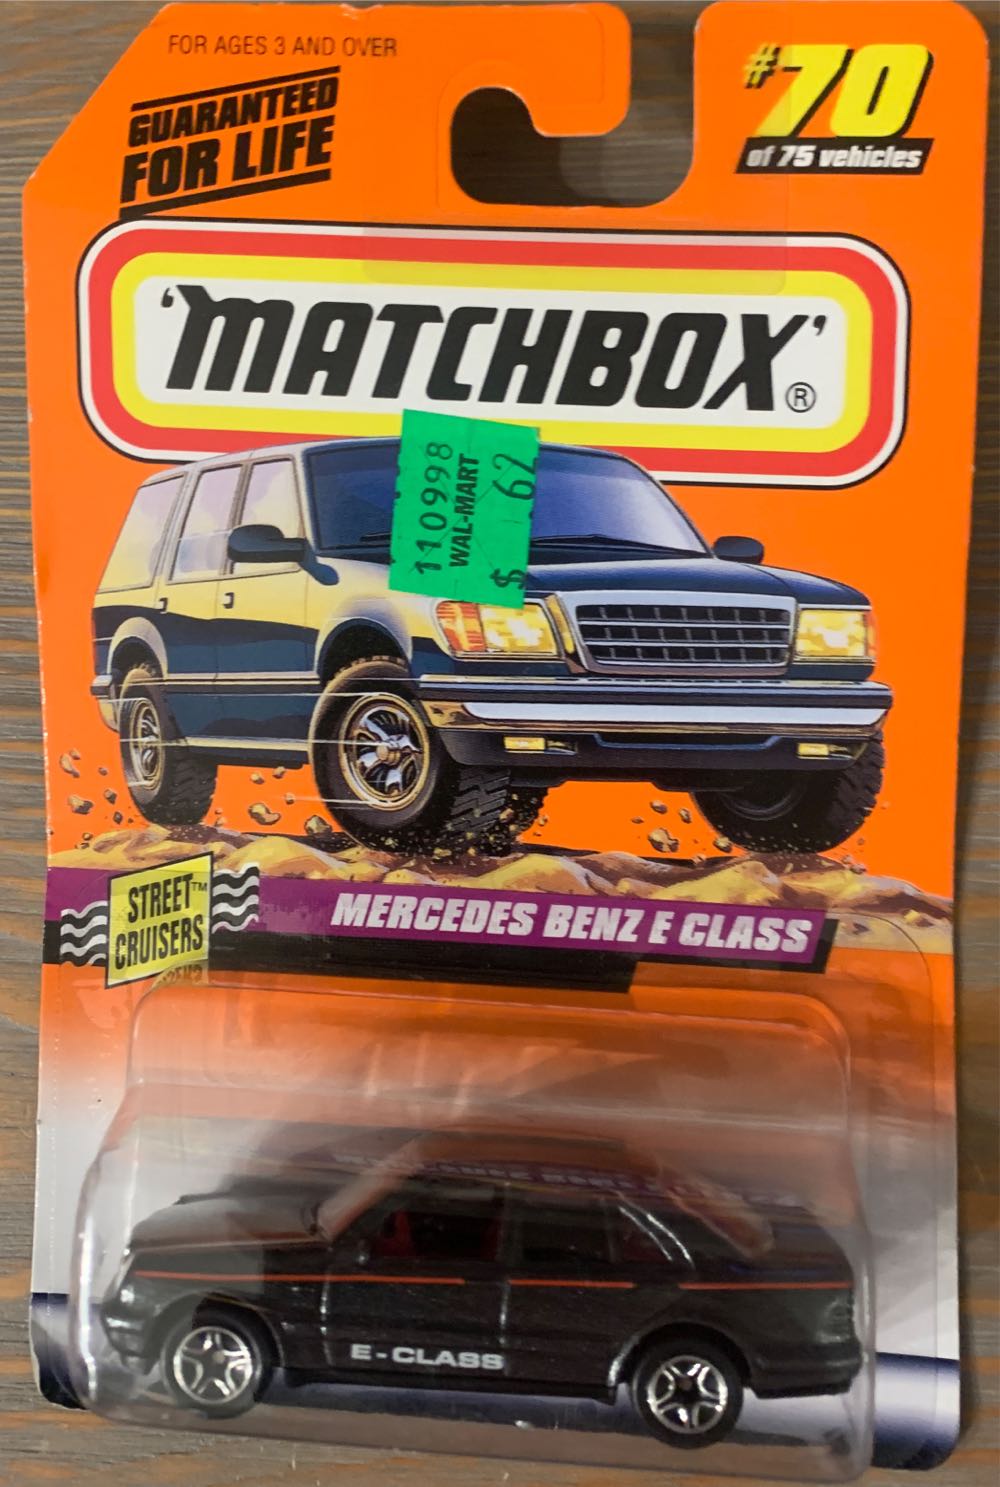 FOR AGES 3 AND OVER
GUARANTEED
FOR LIFE
#70
of 75 vehicles
'MATCHBOX'®
110998
WAL-MART
$ .62
STREET™
CRUISERS
MERCEDES BENZ E CLASS
E-CLASS